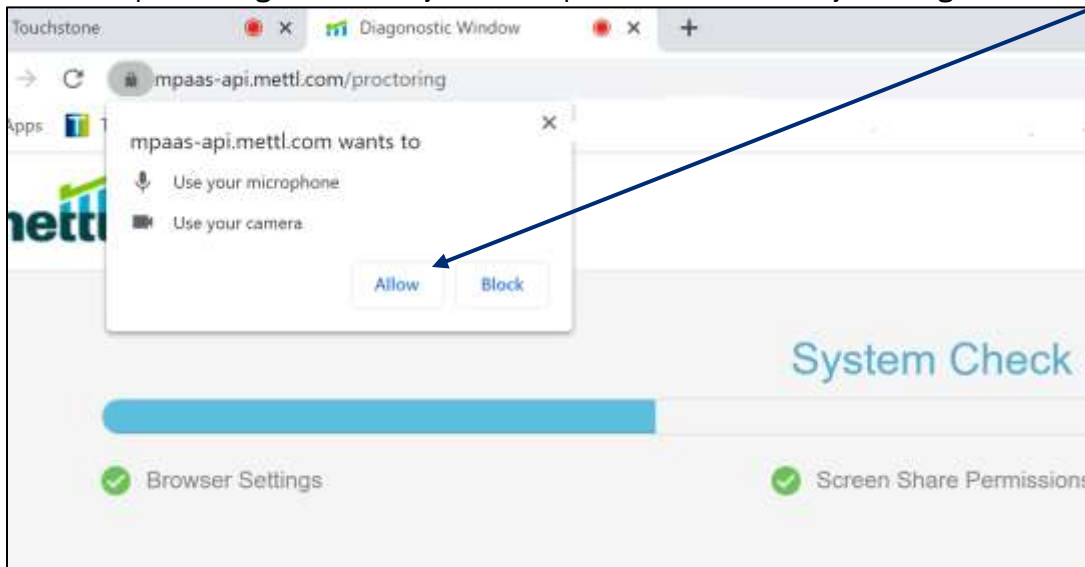 Touchstone
Diagonostic Window
mpaas-api.mettl.com/proctoring
Apps
mpaas-api.mettl.com wants to
Use your microphone
Use your camera
Allow Block
System Check
Browser Settings
Screen Share Permissions